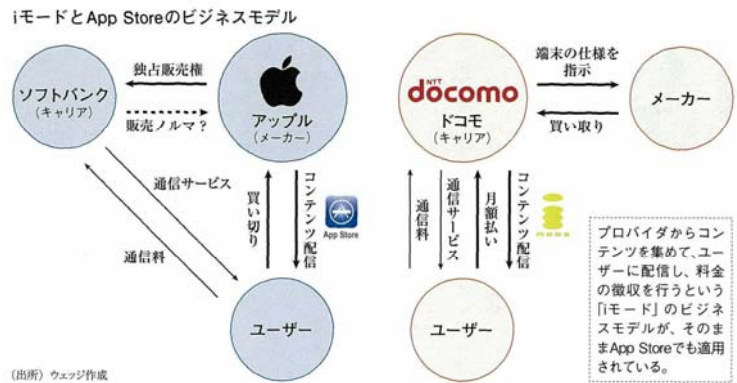 iモードとApp Storeのビジネスモデル
ソフトバンク
(キャリア)
独占販売権
販売ノルマ？
アップル
(メーカー)
通信サービス
通信料
買い切り
コンテンツ配信
App Store
ユーザー
NTT
döcomo
ドコモ
(キャリア)
端末の仕様を
指示
買い取り
メーカー
通信料
通信サービス
月額払い
コンテンツ配信
ユーザー
プロバイダからコン
テンツを集めて、ユー
ザーに配信し、料金
の徴収を行うという
「iモード」のビジネ
スモデルが、そのま
まApp Storeでも適用
されている。
(出所) ウェッジ作成